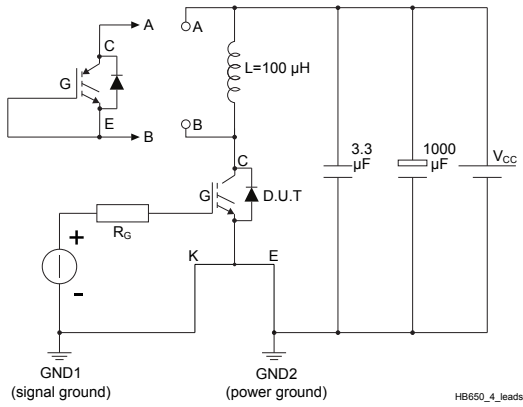 A
A
C
G
K
L=100 µH
E
B
B
C
3.3
µF
1000
µF
VCC
G
D.U.T
+
RG
-
K
E
GND1
(signal ground)
GND2
(power ground)
HB650_4_leads